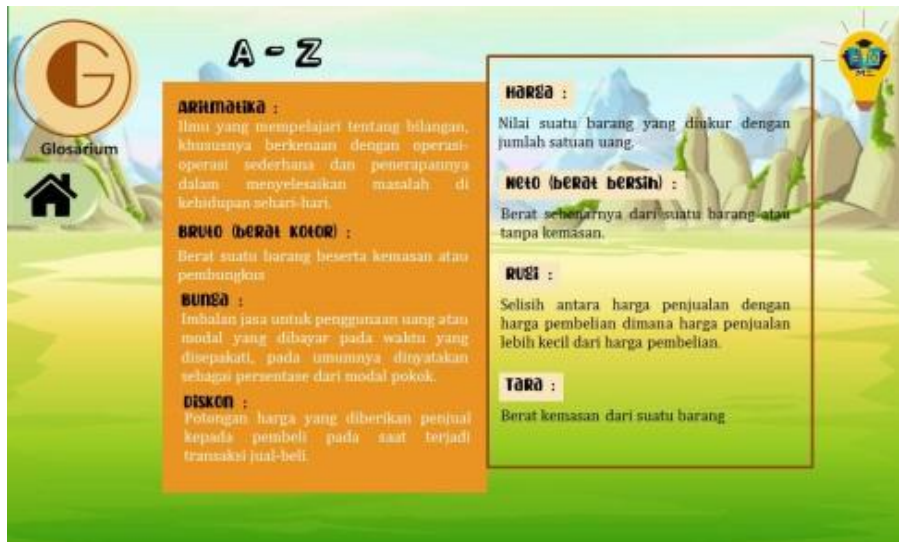 A - Z
G
Glosarium
Aritmatika :
Ilmu yang mempelajari tentang bilangan,
khususnya berkenaan dengan operasi-
operasi sederhana dan penerapannya
dalam menyelesaikan masalah di
kehidupan sehari-hari.
Bruto (berat kotor) :
Berat suatu barang beserta kemasan atau
pembungkus
Bunga :
Imbalan jasa untuk penggunaan uang atau
modal yang dibayar pada waktu yang
disepakati, pada umumnya dinyatakan
sebagai persentase dari modal pokok.
Diskon :
Potongan harga yang diberikan penjual
kepada pembeli pada saat terjadi
transaksi jual-beli.
Harga :
Nilai suatu barang yang diukur dengan
jumlah satuan uang.
Neto (berat bersih) :
Berat sebenarnya dari suatu barang atau
tanpa kemasan.
Rugi :
Selisih antara harga penjualan dengan
harga pembelian dimana harga penjualan
lebih kecil dari harga pembelian.
Tara :
Berat kemasan dari suatu barang